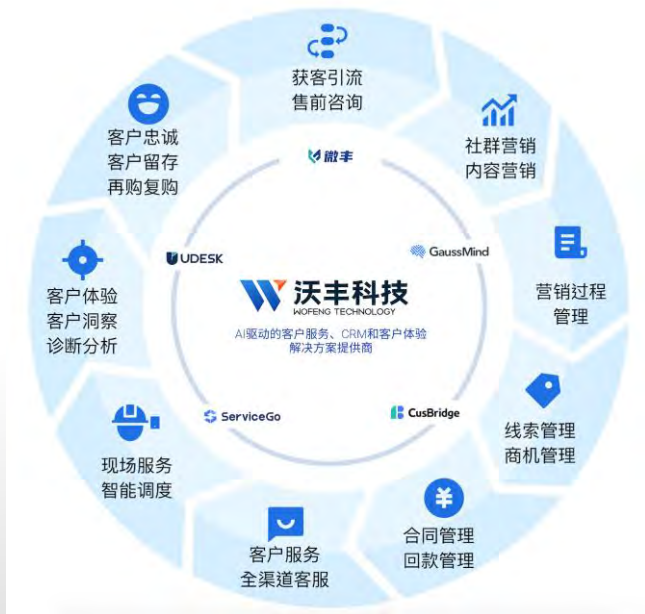 获客引流
售前咨询
社群营销
内容营销
营销过程
管理
线索管理
商机管理
合同管理
回款管理
客户服务
全渠道客服
现场服务
智能调度
客户体验
客户洞察
诊断分析
客户忠诚
客户留存
再购复购
微丰
GaussMind
CusBridge
ServiceGo
UDESK
沃丰科技
WOFENG TECHNOLOGY
AI驱动的客户服务、CRM和客户体验
解决方案提供商